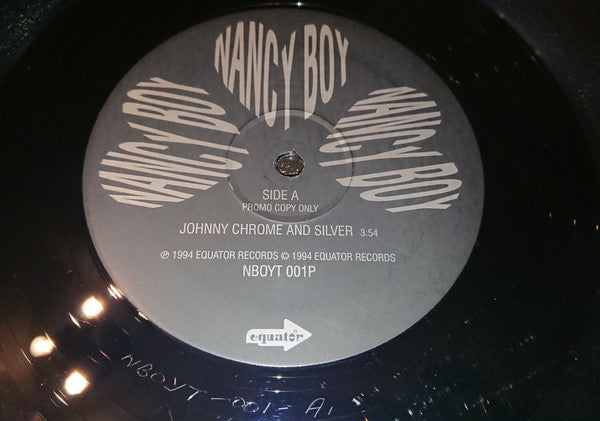 NANCY BOY
NANCY BOY
NANCY BOY
SIDE A
PROMO COPY ONLY
JOHNNY CHROME AND SILVER 3:54
℗ 1994 EQUATOR RECORDS © 1994 EQUATOR RECORDS
NBOYT 001P
equator
NBOYT-001-A1